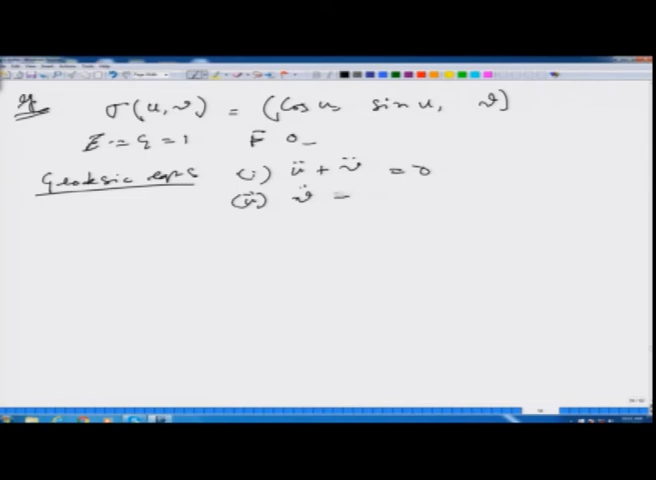 Eg σ(u, v) = (cos u, sin u, v)
E = G = 1 F 0
Geodesic eqns (i) ü + v̈ = 0
(ii) v̈ =